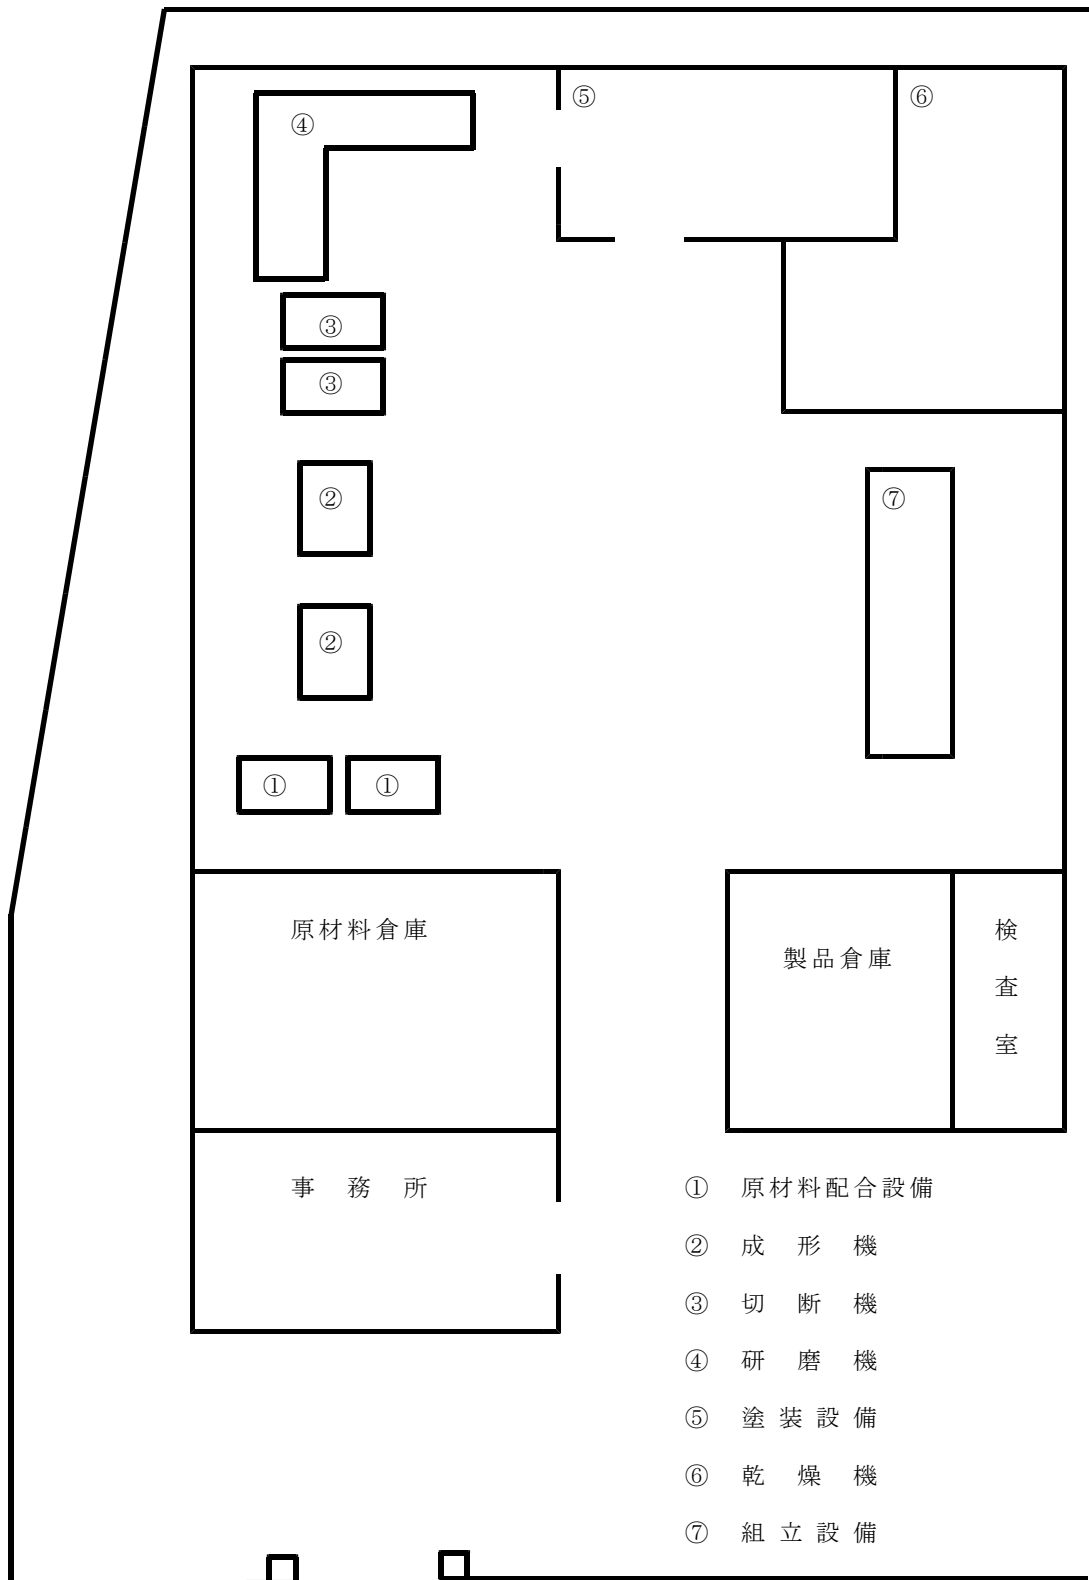 ⑤
⑥
④
③
③
②
⑦
②
①
①
原材料倉庫
製品倉庫
検
査
室
事務所
① 原材料配合設備
② 成形機
③ 切断機
④ 研磨機
⑤ 塗装設備
⑥ 乾燥機
⑦ 組立設備